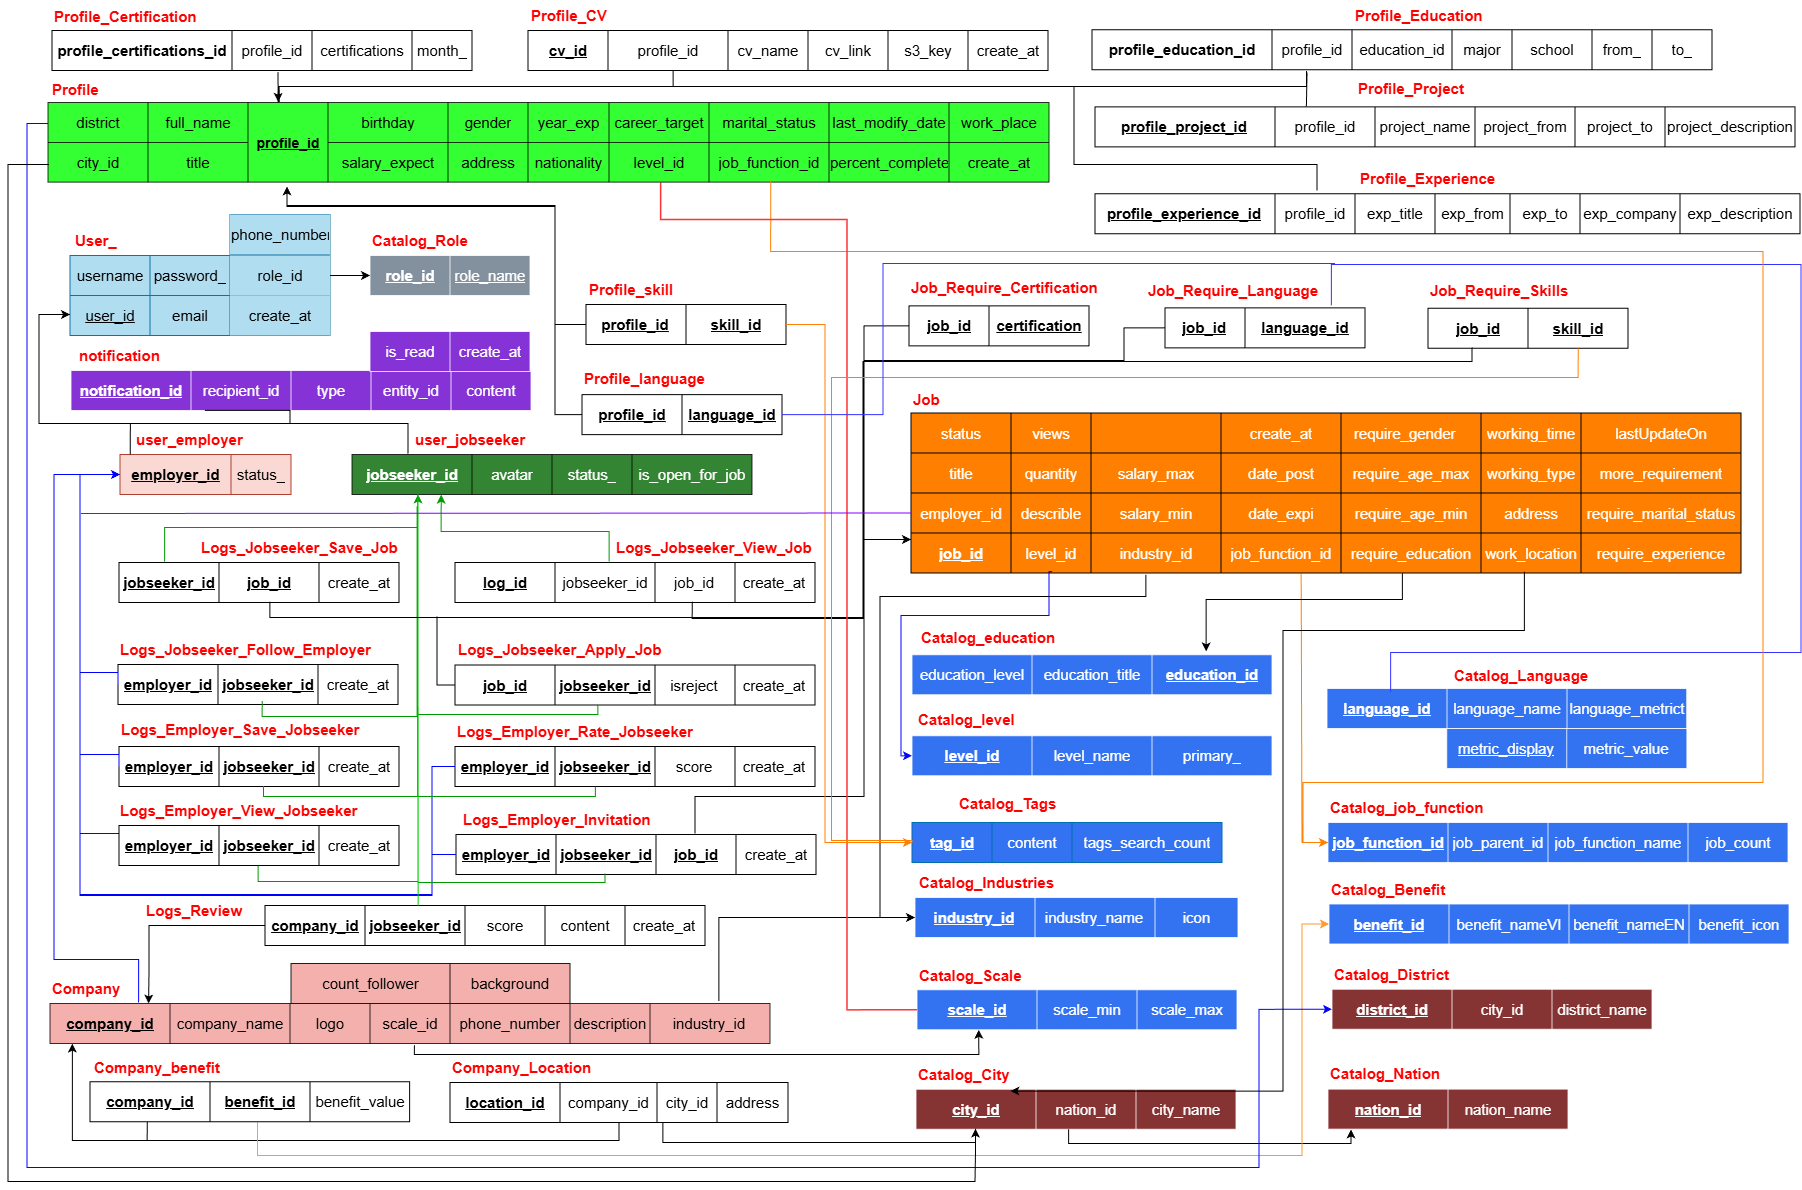 Profile_Certification
profile_certifications_id profile_id certifications month_
Profile_CV
cv_id profile_id cv_name cv_link s3_key create_at
Profile_Education
profile_education_id profile_id education_id major school from_ to_
Profile
district full_name profile_id birthday gender year_exp career_target marital_status last_modify_date work_place
city_id title salary_expect address nationality level_id job_function_id percent_complete create_at
Profile_Project
profile_project_id profile_id project_name project_from project_to project_description
Profile_Experience
profile_experience_id profile_id exp_title exp_from exp_to exp_company exp_description
User_
phone_number
username password_ role_id
user_id email create_at
Catalog_Role
role_id role_name
Profile_skill
profile_id skill_id
Job_Require_Certification
job_id certification
Job_Require_Language
job_id language_id
Job_Require_Skills
job_id skill_id
notification
is_read create_at
notification_id recipient_id type entity_id content
Profile_language
profile_id language_id
user_employer
employer_id status_
user_jobseeker
jobseeker_id avatar status_ is_open_for_job
Job
status views create_at require_gender working_time lastUpdateOn
title quantity salary_max date_post require_age_max working_type more_requirement
employer_id describle salary_min date_expi require_age_min address require_marital_status
job_id level_id industry_id job_function_id require_education work_location require_experience
Logs_Jobseeker_Save_Job
jobseeker_id job_id create_at
Logs_Jobseeker_View_Job
log_id jobseeker_id job_id create_at
Logs_Jobseeker_Follow_Employer
employer_id jobseeker_id create_at
Logs_Jobseeker_Apply_Job
job_id jobseeker_id isreject create_at
Catalog_education
education_level education_title education_id
Catalog_Language
language_id language_name language_metrict
metric_display metric_value
Logs_Employer_Save_Jobseeker
employer_id jobseeker_id create_at
Logs_Employer_Rate_Jobseeker
employer_id jobseeker_id score create_at
Catalog_level
level_id level_name primary_
Logs_Employer_View_Jobseeker
employer_id jobseeker_id create_at
Logs_Employer_Invitation
employer_id jobseeker_id job_id create_at
Catalog_Tags
tag_id content tags_search_count
Catalog_job_function
job_function_id job_parent_id job_function_name job_count
Logs_Review
company_id jobseeker_id score content create_at
Catalog_Industries
industry_id industry_name icon
Catalog_Benefit
benefit_id benefit_nameVI benefit_nameEN benefit_icon
Company
count_follower background
company_id company_name logo scale_id phone_number description industry_id
Catalog_Scale
scale_id scale_min scale_max
Catalog_District
district_id city_id district_name
Company_benefit
company_id benefit_id benefit_value
Company_Location
location_id company_id city_id address
Catalog_City
city_id nation_id city_name
Catalog_Nation
nation_id nation_name